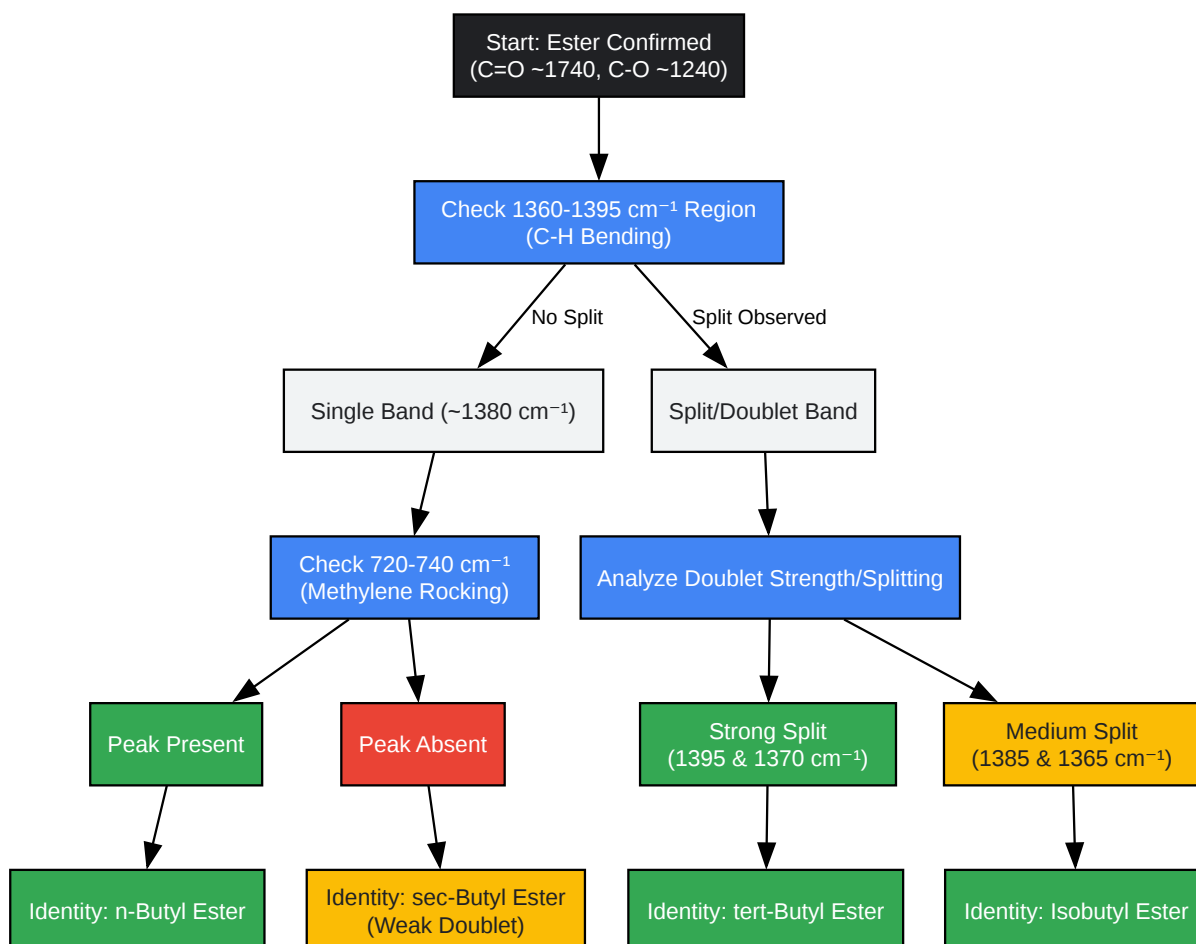 Start: Ester Confirmed
(C=O ~1740, C-O ~1240)
Check 1360-1395 cm⁻¹ Region
(C-H Bending)
No Split
Split Observed
Single Band (~1380 cm⁻¹)
Split/Doublet Band
Check 720-740 cm⁻¹
(Methylene Rocking)
Analyze Doublet Strength/Splitting
Peak Present
Peak Absent
Strong Split
(1395 & 1370 cm⁻¹)
Medium Split
(1385 & 1365 cm⁻¹)
Identity: n-Butyl Ester
Identity: sec-Butyl Ester
(Weak Doublet)
Identity: tert-Butyl Ester
Identity: Isobutyl Ester